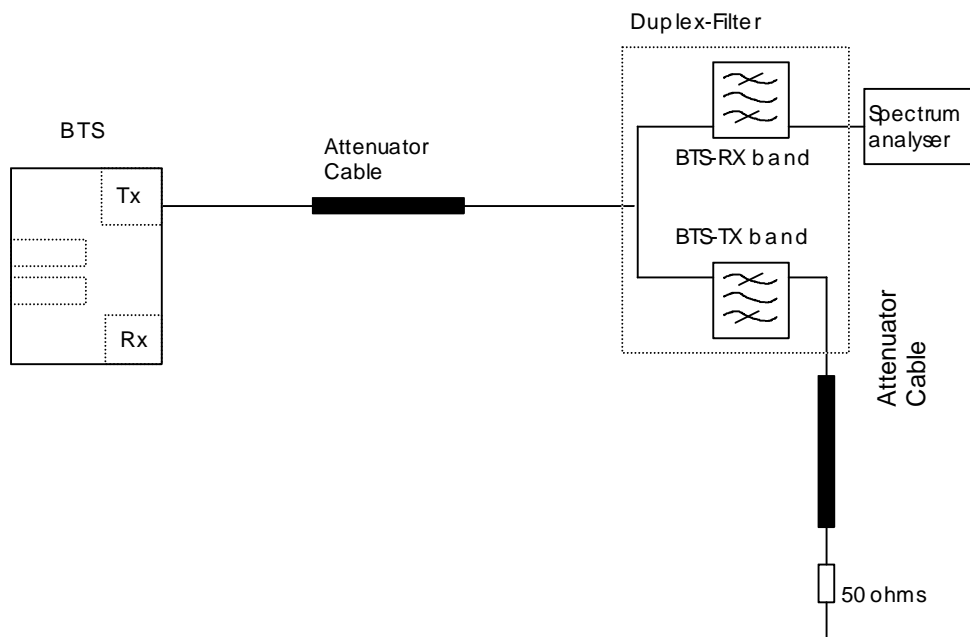 Duplex-Filter
BTS
Spectrum
analyser
Attenuator
Cable
BTS-RX band
Tx
BTS-TX band
Rx
Attenuator
Cable
50 ohms